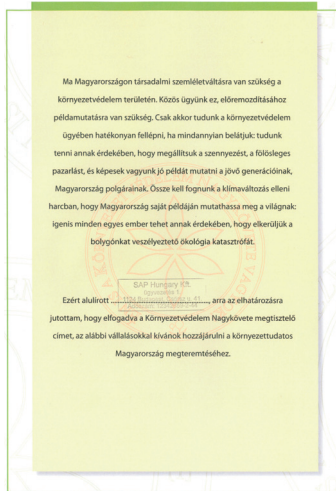 Ma Magyarországon társadalmi szemléletváltásra van szükség a
környezetvédelem területén. Közös ügyünk ez, előremozdításához
példamutatásra van szükség. Csak akkor tudunk a környezetvédelem
ügyében hatékonyan fellépni, ha mindannyian belátjuk: tudunk
tenni annak érdekében, hogy megállítsuk a szennyezést, a fölösleges
pazarlást, és képesek vagyunk jó példát mutatni a jövő generációinak,
Magyarország polgárainak. Össze kell fognunk a klímaváltozás elleni
harcban, hogy Magyarország saját példáján mutathassa meg a világnak:
igenis minden egyes ember tehet annak érdekében, hogy elkerüljük a
bolygónkat veszélyeztető ökológia katasztrófát.
SAP Hungary Kft.
Ezért alulírott ................, arra az elhatározásra
jutottam, hogy elfogadva a Környezetvédelem Nagykövete megtisztelő
címet, az alábbi vállalásokkal kívánok hozzájárulni a környezettudatos
Magyarország megteremtéséhez.